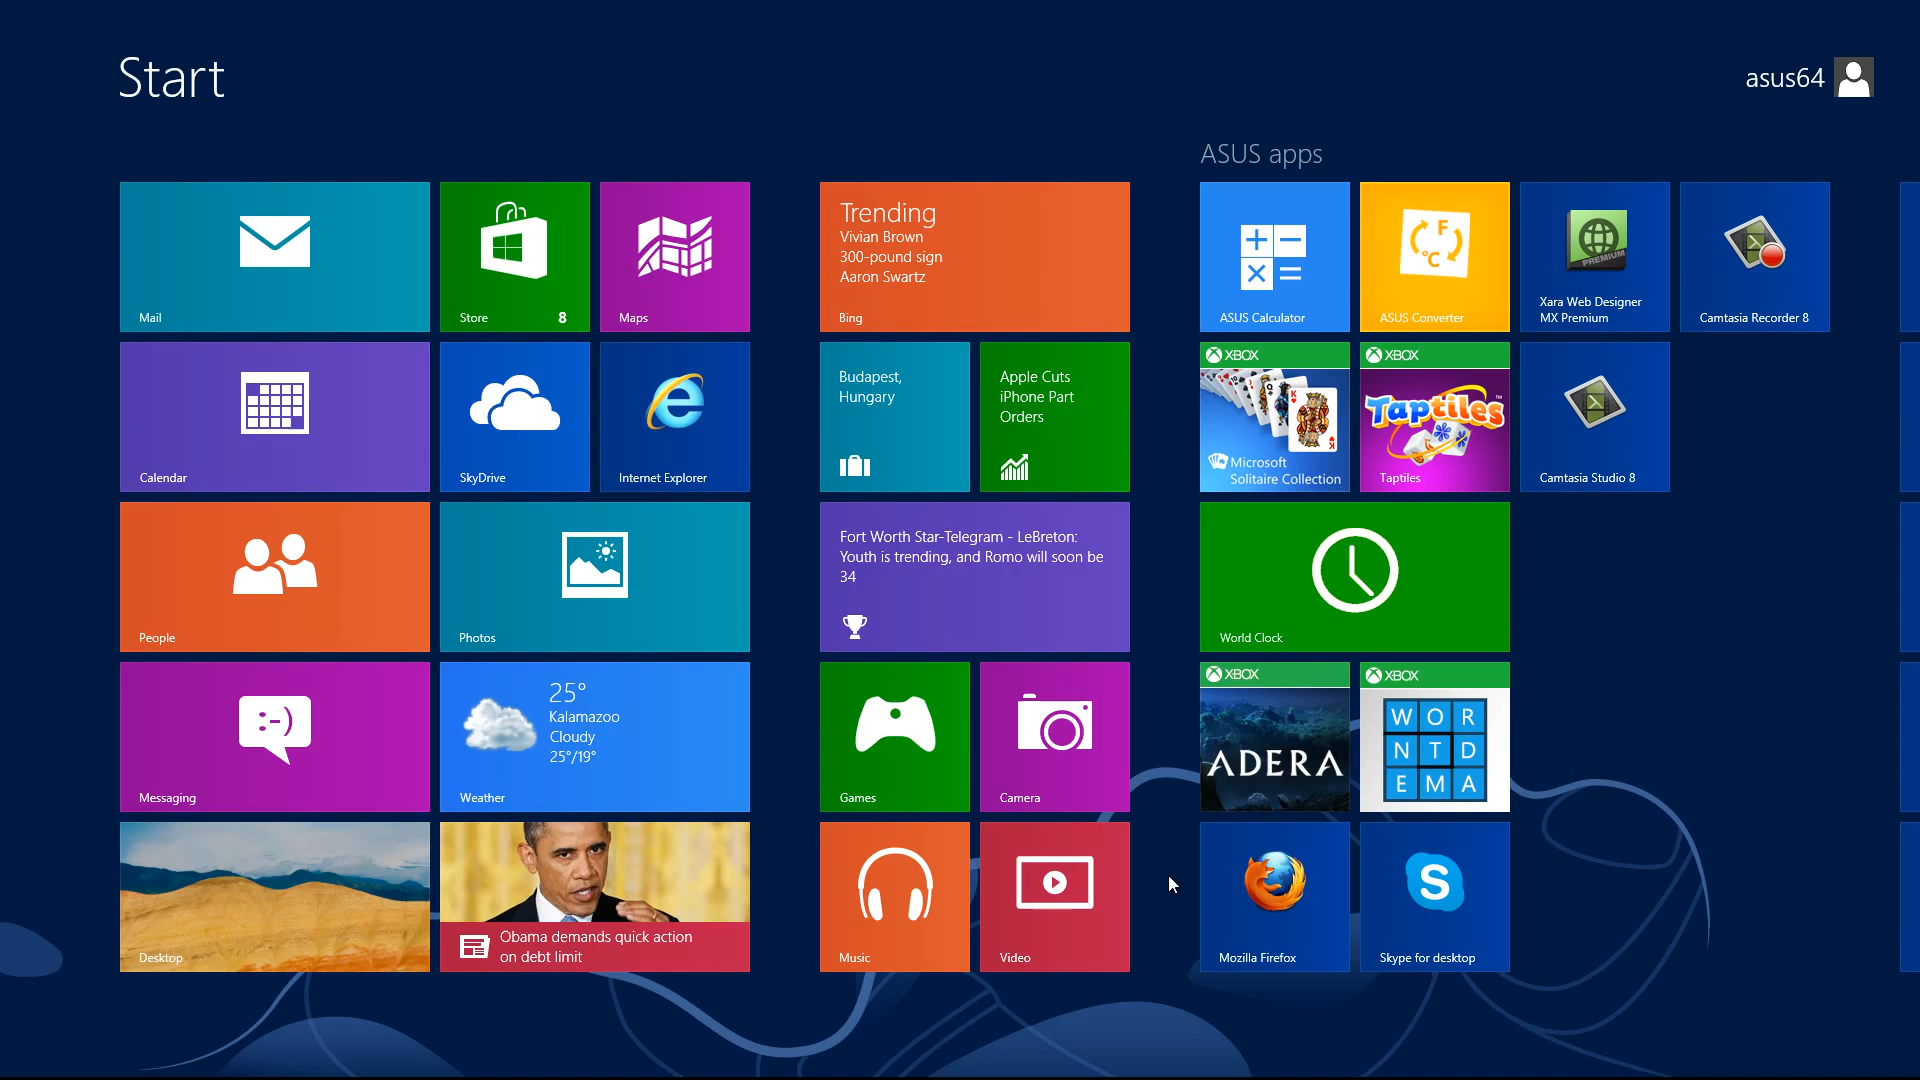 Start
asus64
ASUS apps
Mail
Store 8
Maps
Trending
Vivian Brown
300-pound sign
Aaron Swartz
Bing
ASUS Calculator
F
°C
ASUS Converter
PREMIUM
Xara Web Designer
MX Premium
Camtasia Recorder 8
Calendar
SkyDrive
Internet Explorer
Budapest,
Hungary
Apple Cuts
iPhone Part
Orders
XBOX
Microsoft
Solitaire Collection
XBOX
Taptiles™
Taptiles
Camtasia Studio 8
People
Photos
Fort Worth Star-Telegram - LeBreton:
Youth is trending, and Romo will soon be
34
World Clock
:-)
Messaging
25°
Kalamazoo
Cloudy
25°/19°
Weather
Games
Camera
XBOX
ADERA
XBOX
W O R
N T D
E M A
Desktop
Obama demands quick action
on debt limit
Music
Video
Mozilla Firefox
S
Skype for desktop